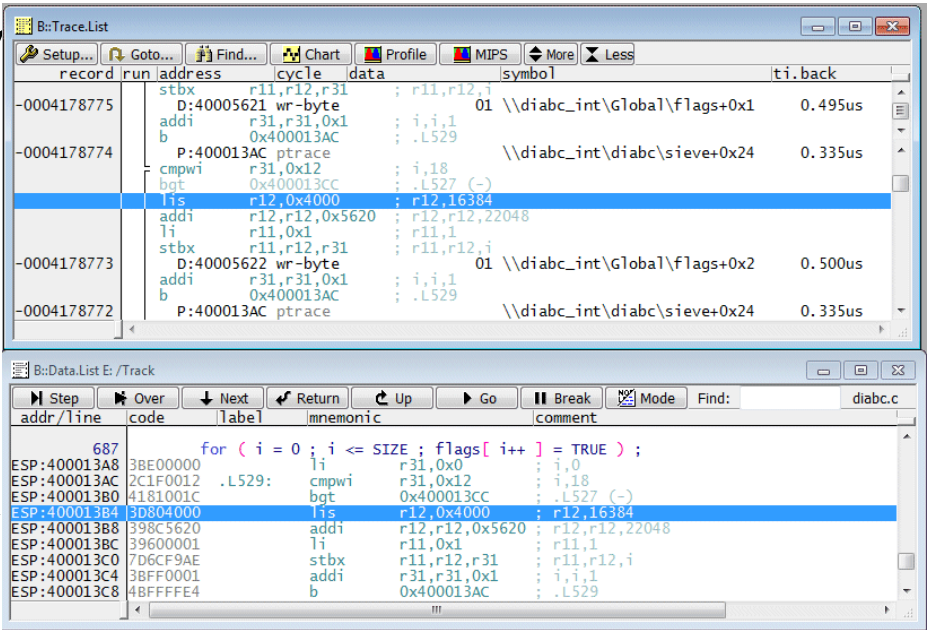 B::Trace.List
Setup... Goto... Find... Chart Profile MIPS More Less
record run address cycle data symbol ti.back
stbx r11,r12,r31 ; r11,r12,i
-0004178775 D:40005621 wr-byte 01 \\diabc_int\Global\flags+0x1 0.495us
addi r31,r31,0x1 ; i,i,1
b 0x400013AC ; .L529
-0004178774 P:400013AC ptrace \\diabc_int\diabc\sieve+0x24 0.335us
cmpwi r31,0x12 ; i,18
bgt 0x400013CC ; .L527 (-)
lis r12,0x4000 ; r12,16384
addi r12,r12,0x5620 ; r12,r12,22048
li r11,0x1 ; r11,1
stbx r11,r12,r31 ; r11,r12,i
-0004178773 D:40005622 wr-byte 01 \\diabc_int\Global\flags+0x2 0.500us
addi r31,r31,0x1 ; i,i,1
b 0x400013AC ; .L529
-0004178772 P:400013AC ptrace \\diabc_int\diabc\sieve+0x24 0.335us
B::Data.List E: /Track
Step Over Next Return Up Go Break Mode Find: diabc.c
addr/line code label mnemonic comment
687 for ( i = 0 ; i <= SIZE ; flags[ i++ ] = TRUE ) ;
ESP:400013A8 3BE00000 li r31,0x0 ; i,0
ESP:400013AC 2C1F0012 .L529: cmpwi r31,0x12 ; i,18
ESP:400013B0 4181001C bgt 0x400013CC ; .L527 (-)
ESP:400013B4 3D804000 lis r12,0x4000 ; r12,16384
ESP:400013B8 398C5620 addi r12,r12,0x5620 ; r12,r12,22048
ESP:400013BC 39600001 li r11,0x1 ; r11,1
ESP:400013C0 7D6CF9AE stbx r11,r12,r31 ; r11,r12,i
ESP:400013C4 3BFF0001 addi r31,r31,0x1 ; i,i,1
ESP:400013C8 4BFFFFE4 b 0x400013AC ; .L529